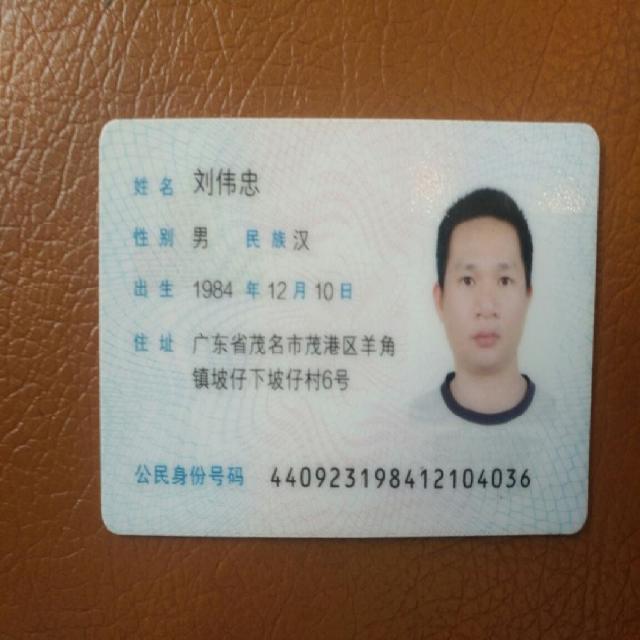 姓名 刘伟忠
性别 男 民族 汉
出生 1984 年 12 月 10 日
住址 广东省茂名市茂港区羊角
镇坡仔下坡仔村6号
公民身份号码 440923198412104036